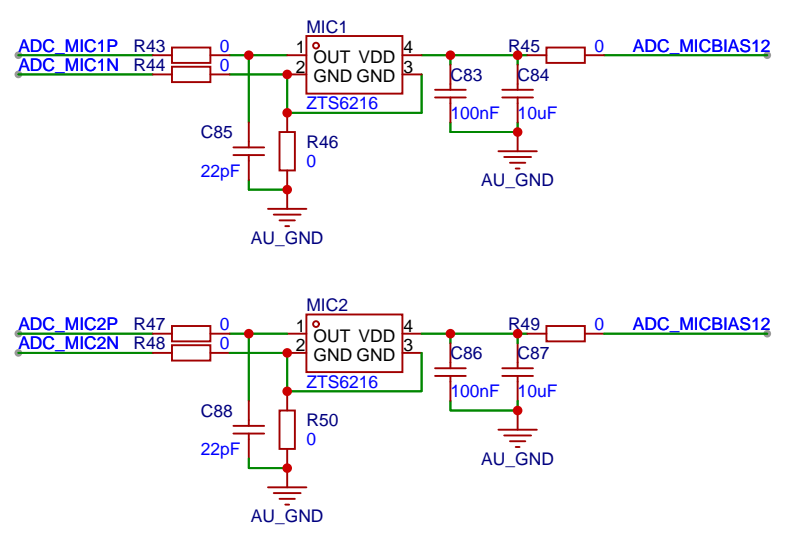 MIC1
ADC_MIC1P R43 0 1 OUT VDD 4 R45 0 ADC_MICBIAS12
ADC_MIC1N R44 0 2 GND GND 3 C83 C84
ZTS6216 100nF 10uF
C85 R46
22pF 0
AU_GND
AU_GND
MIC2
ADC_MIC2P R47 0 1 OUT VDD 4 R49 0 ADC_MICBIAS12
ADC_MIC2N R48 0 2 GND GND 3 C86 C87
ZTS6216 100nF 10uF
C88 R50
22pF 0
AU_GND
AU_GND